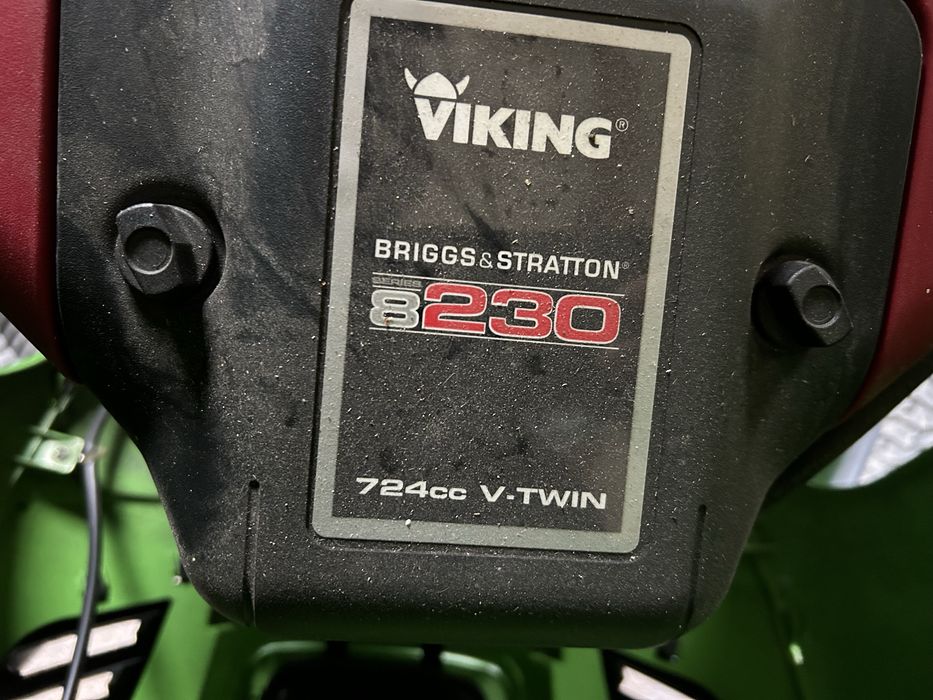 VIKING®
BRIGGS & STRATTON®
SERIES
8230
724cc V-TWIN